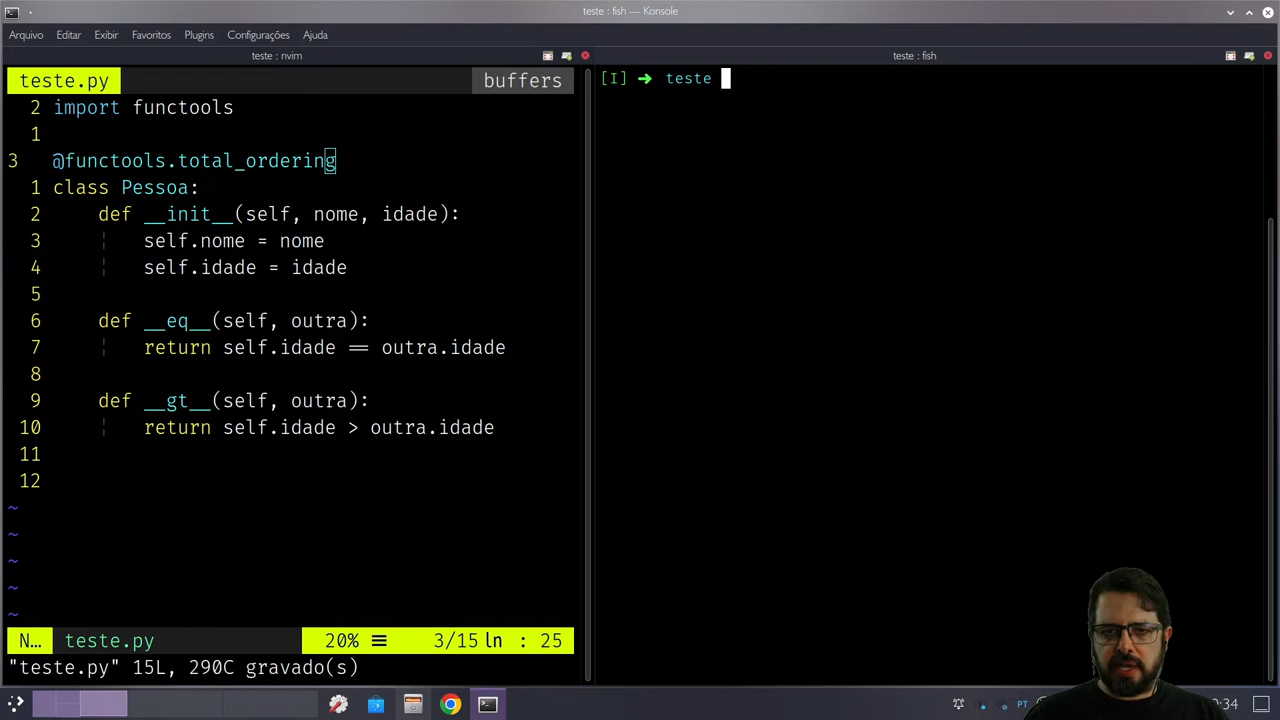 teste : fish — Konsole
Arquivo Editar Exibir Favoritos Plugins Configurações Ajuda
teste : nvim
teste : fish
teste.py
buffers
2 import functools
1
3 @functools.total_ordering
1 class Pessoa:
2 def __init__(self, nome, idade):
3 self.nome = nome
4 self.idade = idade
5
6 def __eq__(self, outra):
7 return self.idade == outra.idade
8
9 def __gt__(self, outra):
10 return self.idade > outra.idade
11
12
~
~
~
~
~
N... teste.py 20% ≡ 3/15 ln : 25
"teste.py" 15L, 290C gravado(s)
[I] ➜ teste
PT
:34